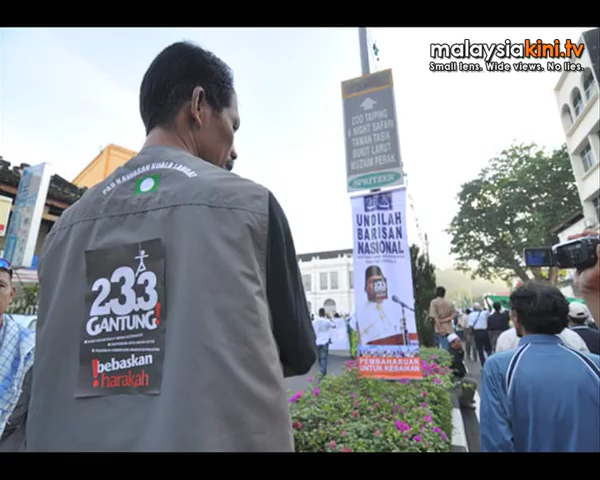 malaysiakini.tv
Small lens. Wide views. No lies.
ZOO TAIPING
& NIGHT SAFARI
TAMAN TASIK
BUKIT LARUT
MUZIUM PERAK
SPRITZER
UNDILAH
BARISAN
NASIONAL
PEMBAHARUAN
UNTUK KEBAIKAN
PAS KAWASAN KUALA LANGAT
233
GANTUNG!
!bebaskan
harakah